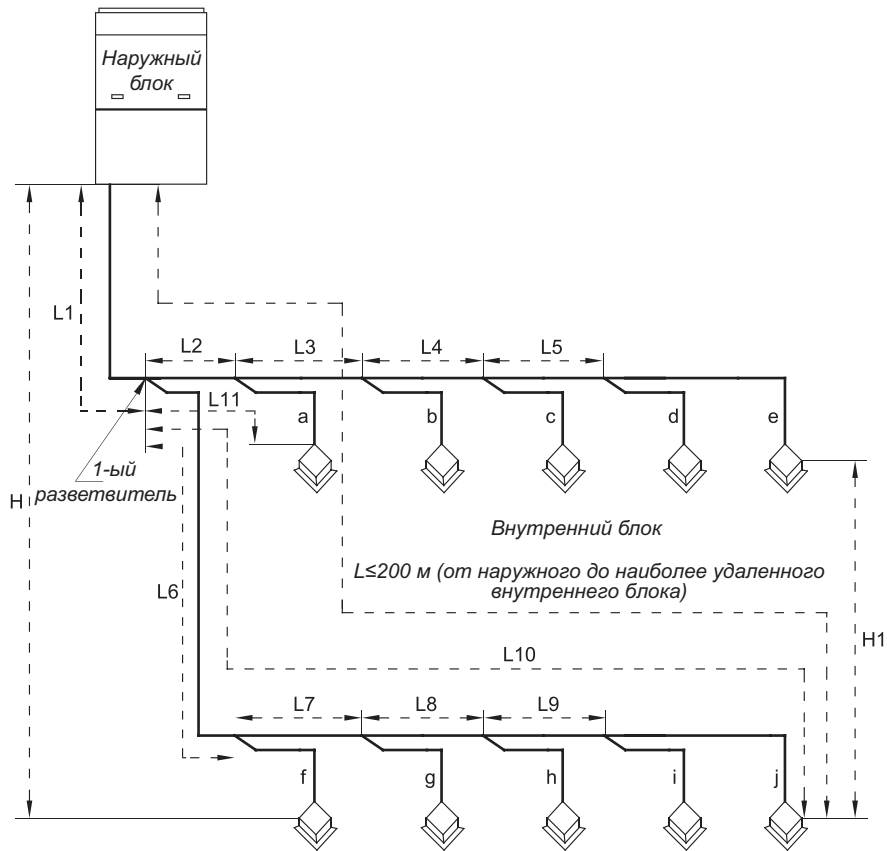 Наружный
блок
L1
L2
L3
L4
L5
L11
a
b
c
d
e
1-ый
разветвитель
H
Внутренний блок
L≤200 м (от наружного до наиболее удаленного
внутреннего блока)
L6
H1
L10
L7
L8
L9
f
g
h
i
j